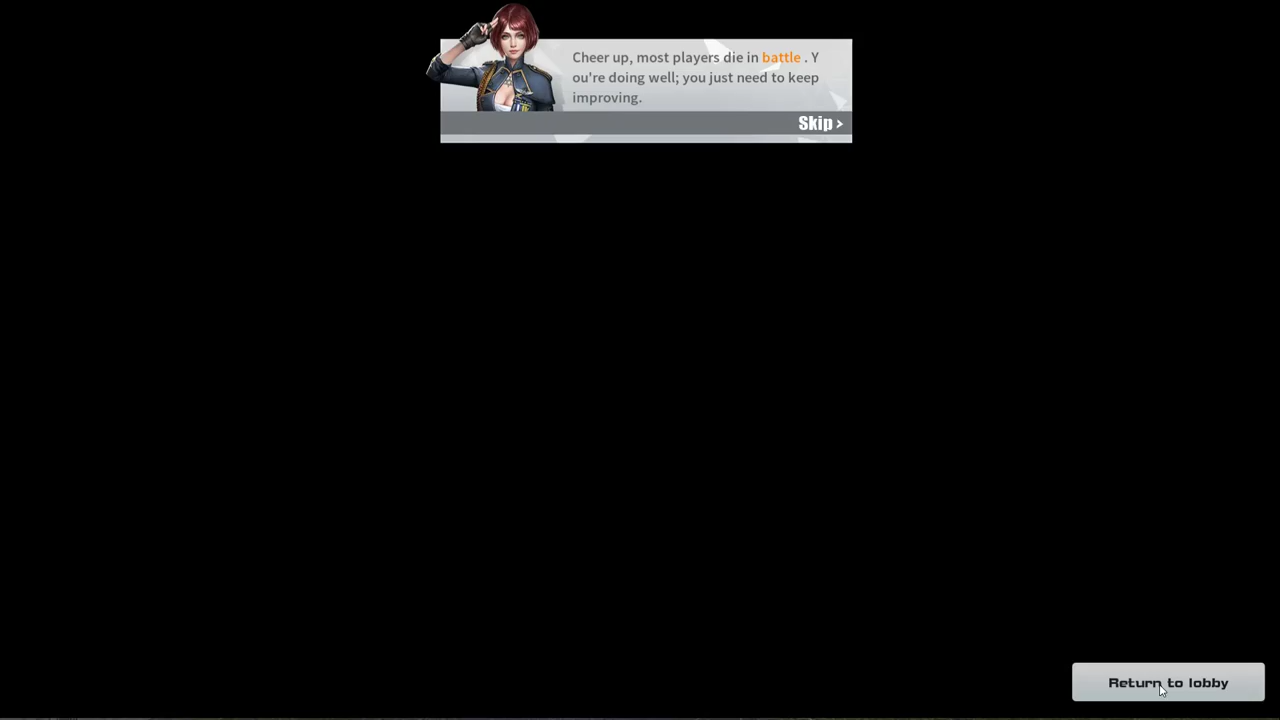 Cheer up, most players die in battle . Y
ou're doing well; you just need to keep
improving.
Skip >
Return to lobby